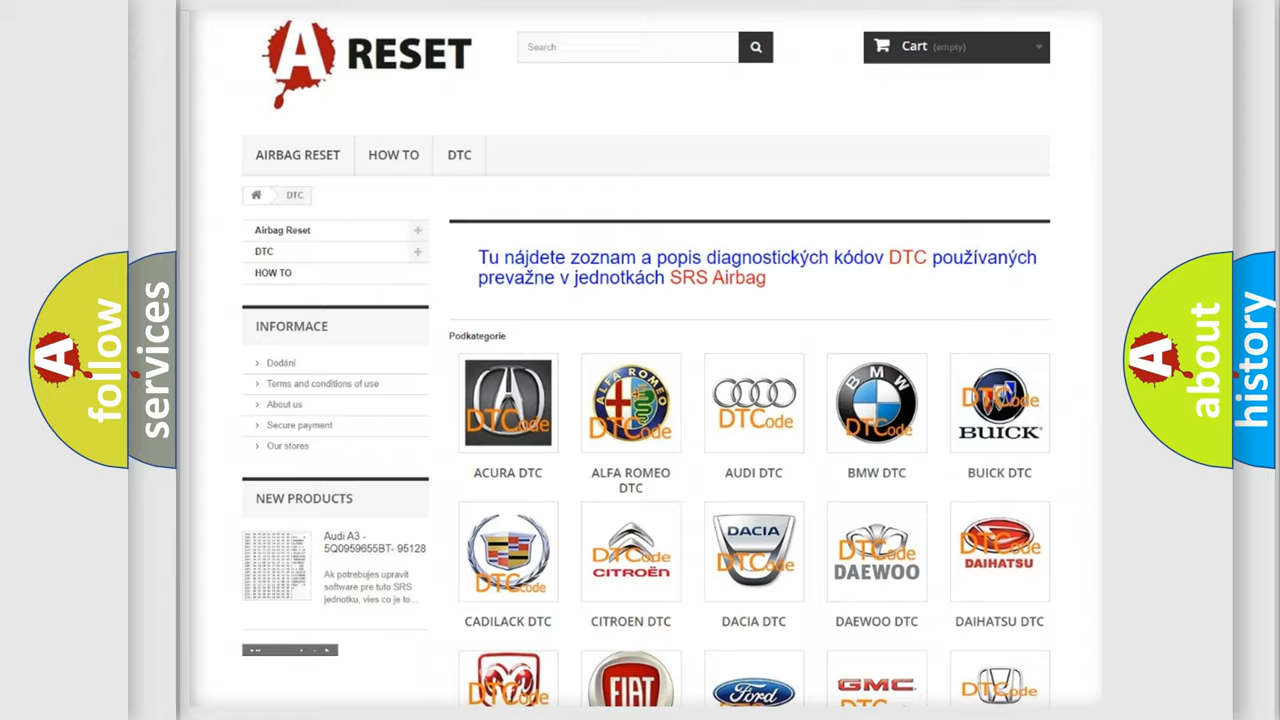 A RESET
Search
Cart (empty)
AIRBAG RESET
HOW TO
DTC
DTC
Airbag Reset
DTC
HOW TO
INFORMACE
Dodání
Terms and conditions of use
About us
Secure payment
Our stores
NEW PRODUCTS
Audi A3 -
5Q0959655BT- 95128
Ak potrebujes upravit
software pre tuto SRS
jednotku, vies co je to...
Tu nájdete zoznam a popis diagnostických kódov DTC používaných
prevažne v jednotkách SRS Airbag
Podkategorie
DTCode
ALFA ROMEO
DTCode
DTCode
BMW
DTCode
DTCode
BUICK
ACURA DTC
ALFA ROMEO
DTC
AUDI DTC
BMW DTC
BUICK DTC
DTCode
DTCode
CITROËN
DACIA
DTCode
DTCode
DAEWOO
DTCode
DAIHATSU
CADILACK DTC
CITROEN DTC
DACIA DTC
DAEWOO DTC
DAIHATSU DTC
DTCode
FIAT
Ford
GMC
DTCode
A follow
services
A about
history